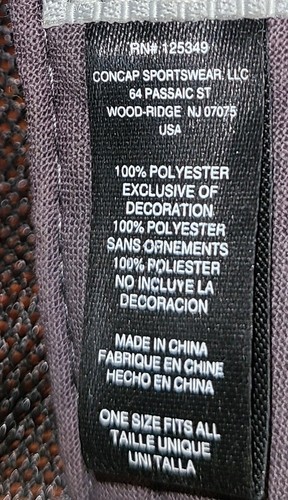 RN# 125349
CONCAP SPORTSWEAR, LLC
64 PASSAIC ST
WOOD-RIDGE NJ 07075
USA
100% POLYESTER
EXCLUSIVE OF
DECORATION
100% POLYESTER
SANS ORNEMENTS
100% POLIESTER
NO INCLUYE LA
DECORACION
MADE IN CHINA
FABRIQUE EN CHINE
HECHO EN CHINA
ONE SIZE FITS ALL
TAILLE UNIQUE
UNI TALLA